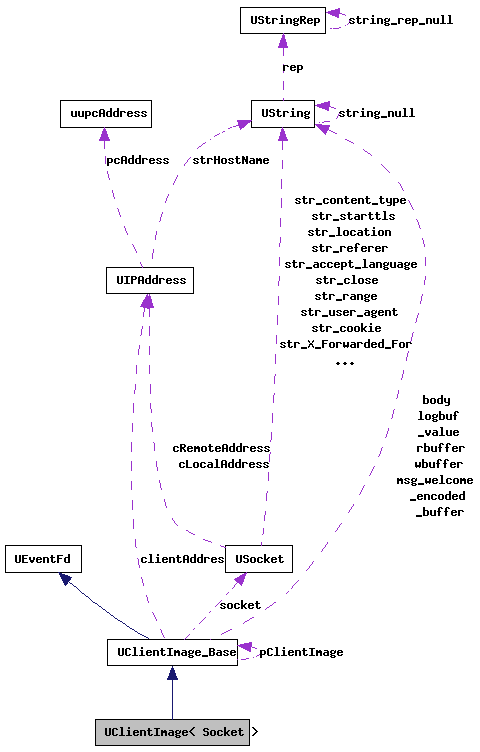 UStringRep
string_rep_null
rep
uupcAddress
UString
string_null
pcAddress
strHostName
str_content_type
str_starttls
str_location
str_referer
str_accept_language
str_close
str_range
str_user_agent
str_cookie
str_X_Forwarded_For
...
UIPAddress
body
logbuf
_value
rbuffer
wbuffer
msg_welcome
_encoded
_buffer
cRemoteAddress
cLocalAddress
UEventFd
clientAddress
USocket
socket
UClientImage_Base
pClientImage
UClientImage< Socket >